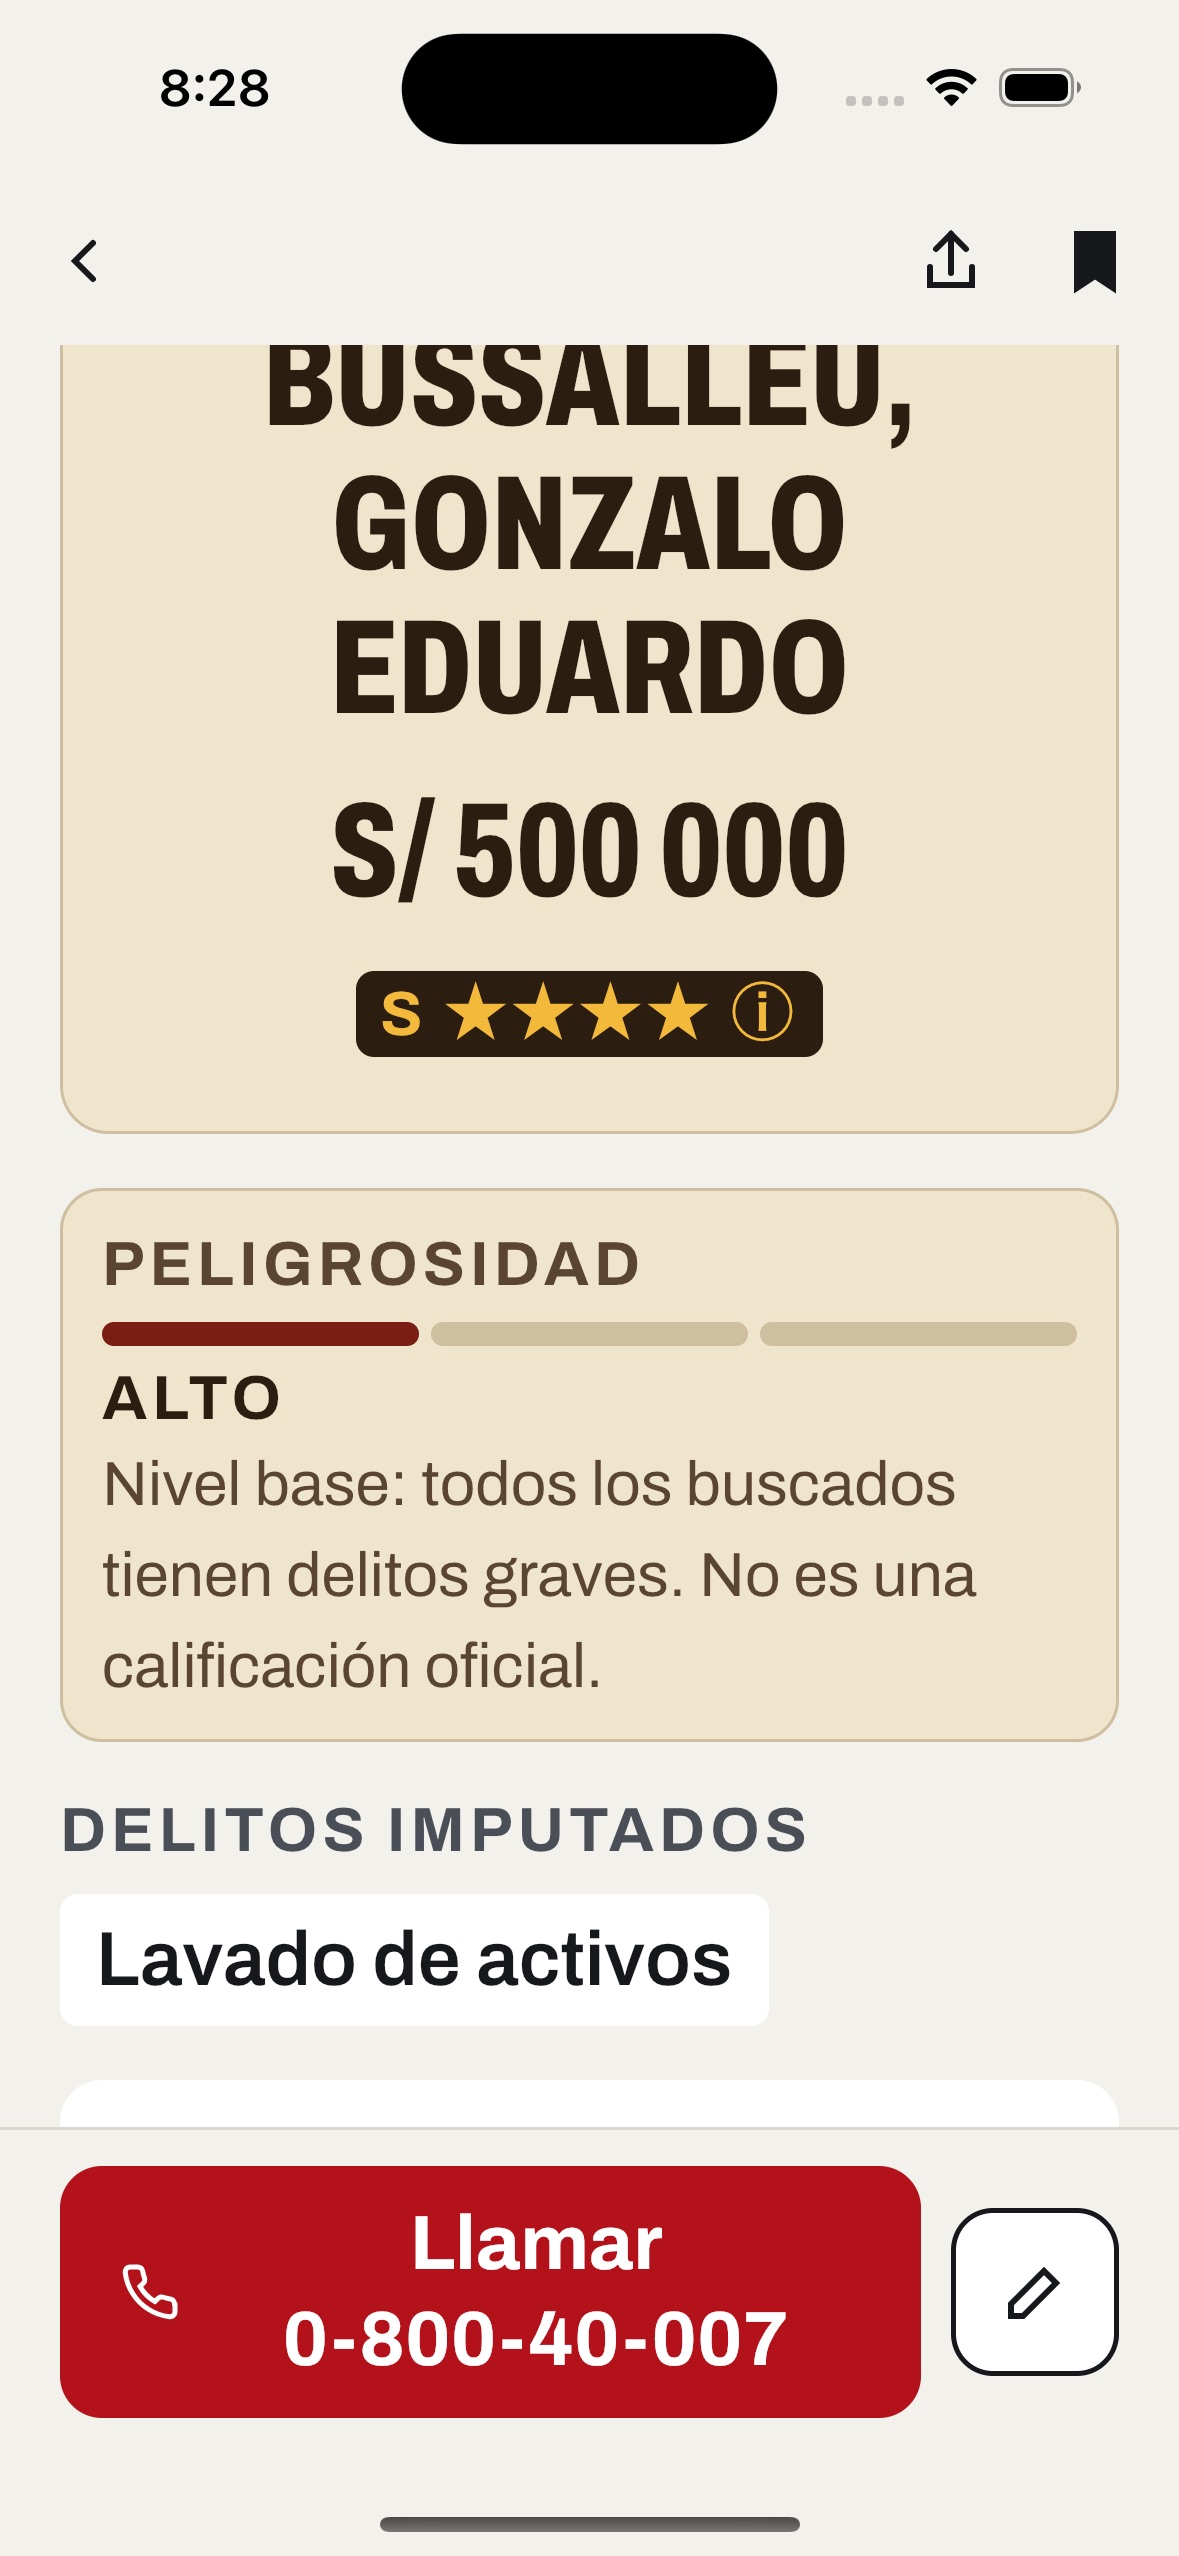 8:28
BUSSALLEU,
GONZALO
EDUARDO
S/ 500 000
S ★★★★ ⓘ
PELIGROSIDAD
ALTO
Nivel base: todos los buscados
tienen delitos graves. No es una
calificación oficial.
DELITOS IMPUTADOS
Lavado de activos
Llamar
0-800-40-007